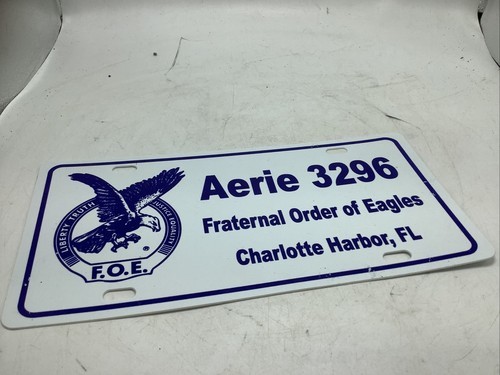 Aerie 3296
Fraternal Order of Eagles
Charlotte Harbor, FL
LIBERTY TRUTH
JUSTICE EQUALITY
®
F.O.E.